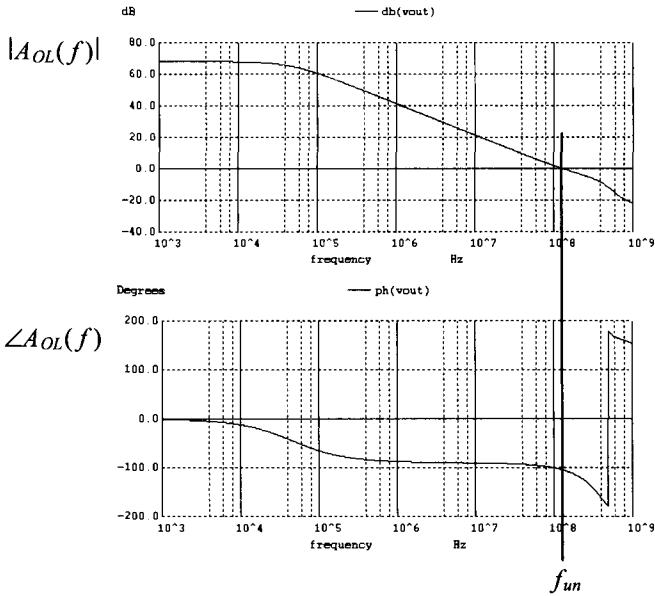 dB
db(vout)
|A_OL(f)|
80.0
60.0
40.0
20.0
0.0
-20.0
-40.0
10^3 10^4 10^5 10^6 10^7 10^8 10^9
frequency Hz
Degrees
ph(vout)
∠A_OL(f)
200.0
100.0
0.0
-100.0
-200.0
10^3 10^4 10^5 10^6 10^7 10^8 10^9
frequency Hz
f_un